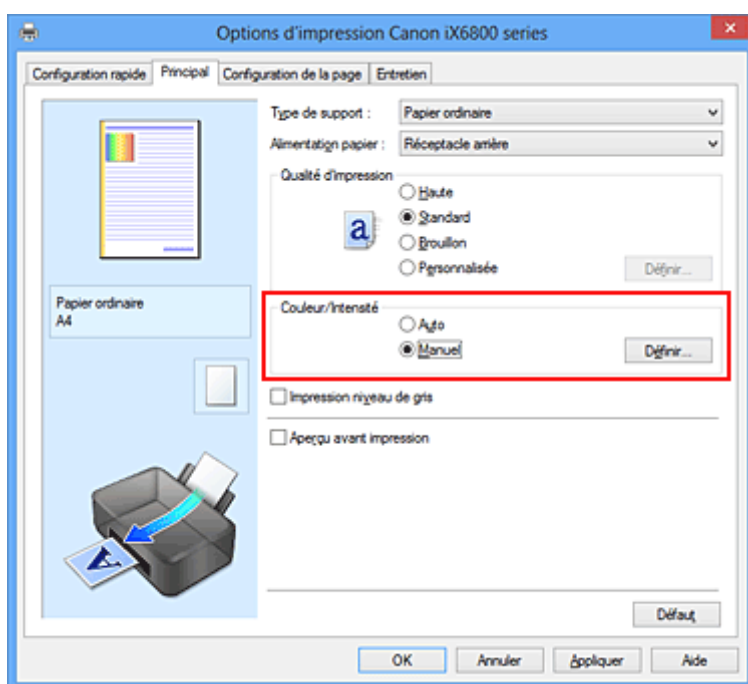 Options d'impression Canon iX6800 series
Configuration rapide Principal Configuration de la page Entretien
Type de support : Papier ordinaire
Alimentation papier : Réceptacle arrière
Qualité d'impression
Haute
Standard
Brouillon
Personnalisée Définir...
a
Papier ordinaire
A4
Couleur/Intensité
Auto
Manuel Définir...
Impression niveau de gris
Aperçu avant impression
A
Défaut
OK Annuler Appliquer Aide